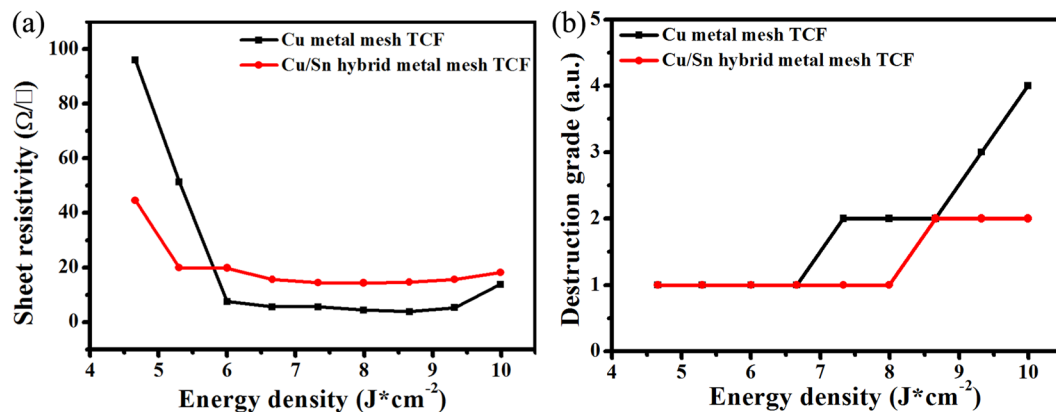 (a)
Cu metal mesh TCF
Cu/Sn hybrid metal mesh TCF
Sheet resistivity (Ω/□)
100
80
60
40
20
0
4 5 6 7 8 9 10
Energy density (J*cm⁻²)
(b)
Cu metal mesh TCF
Cu/Sn hybrid metal mesh TCF
Destruction grade (a.u.)
5
4
3
2
1
0
4 5 6 7 8 9 10
Energy density (J*cm⁻²)